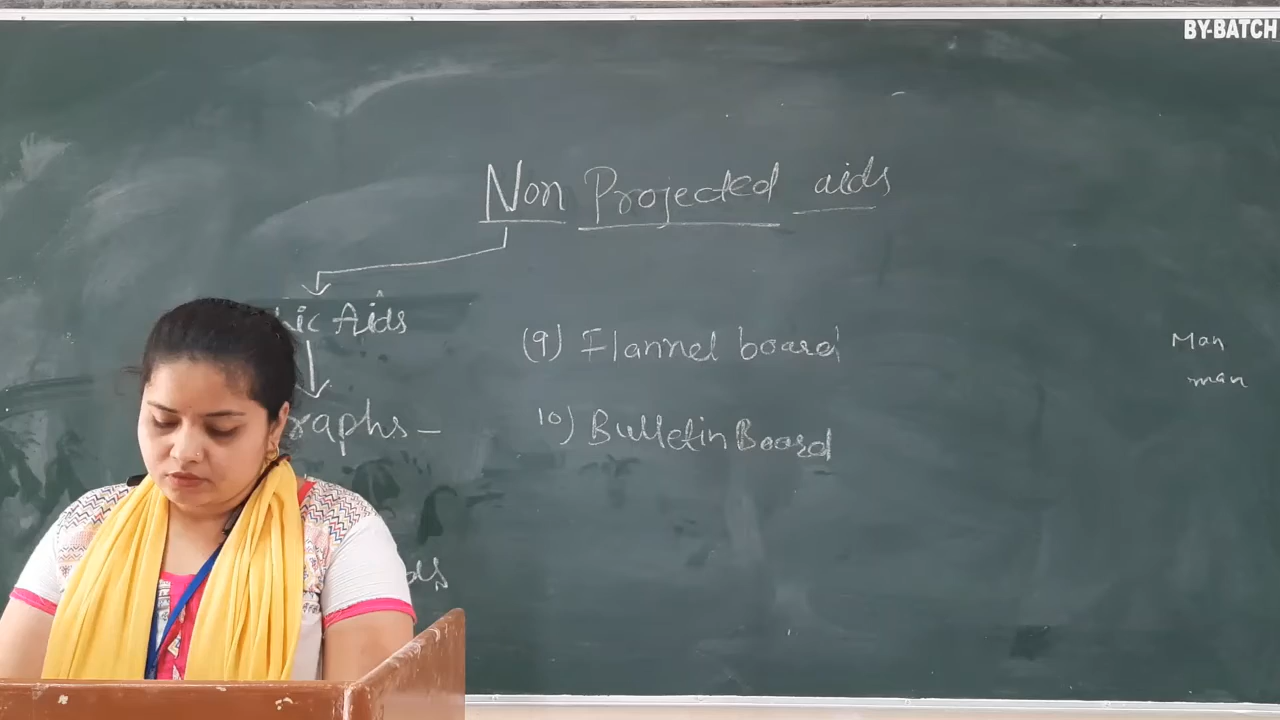 BY-BATCH
Non Projected aids
Aids
(9) Flannel board
10) Bulletin Board
Man
man